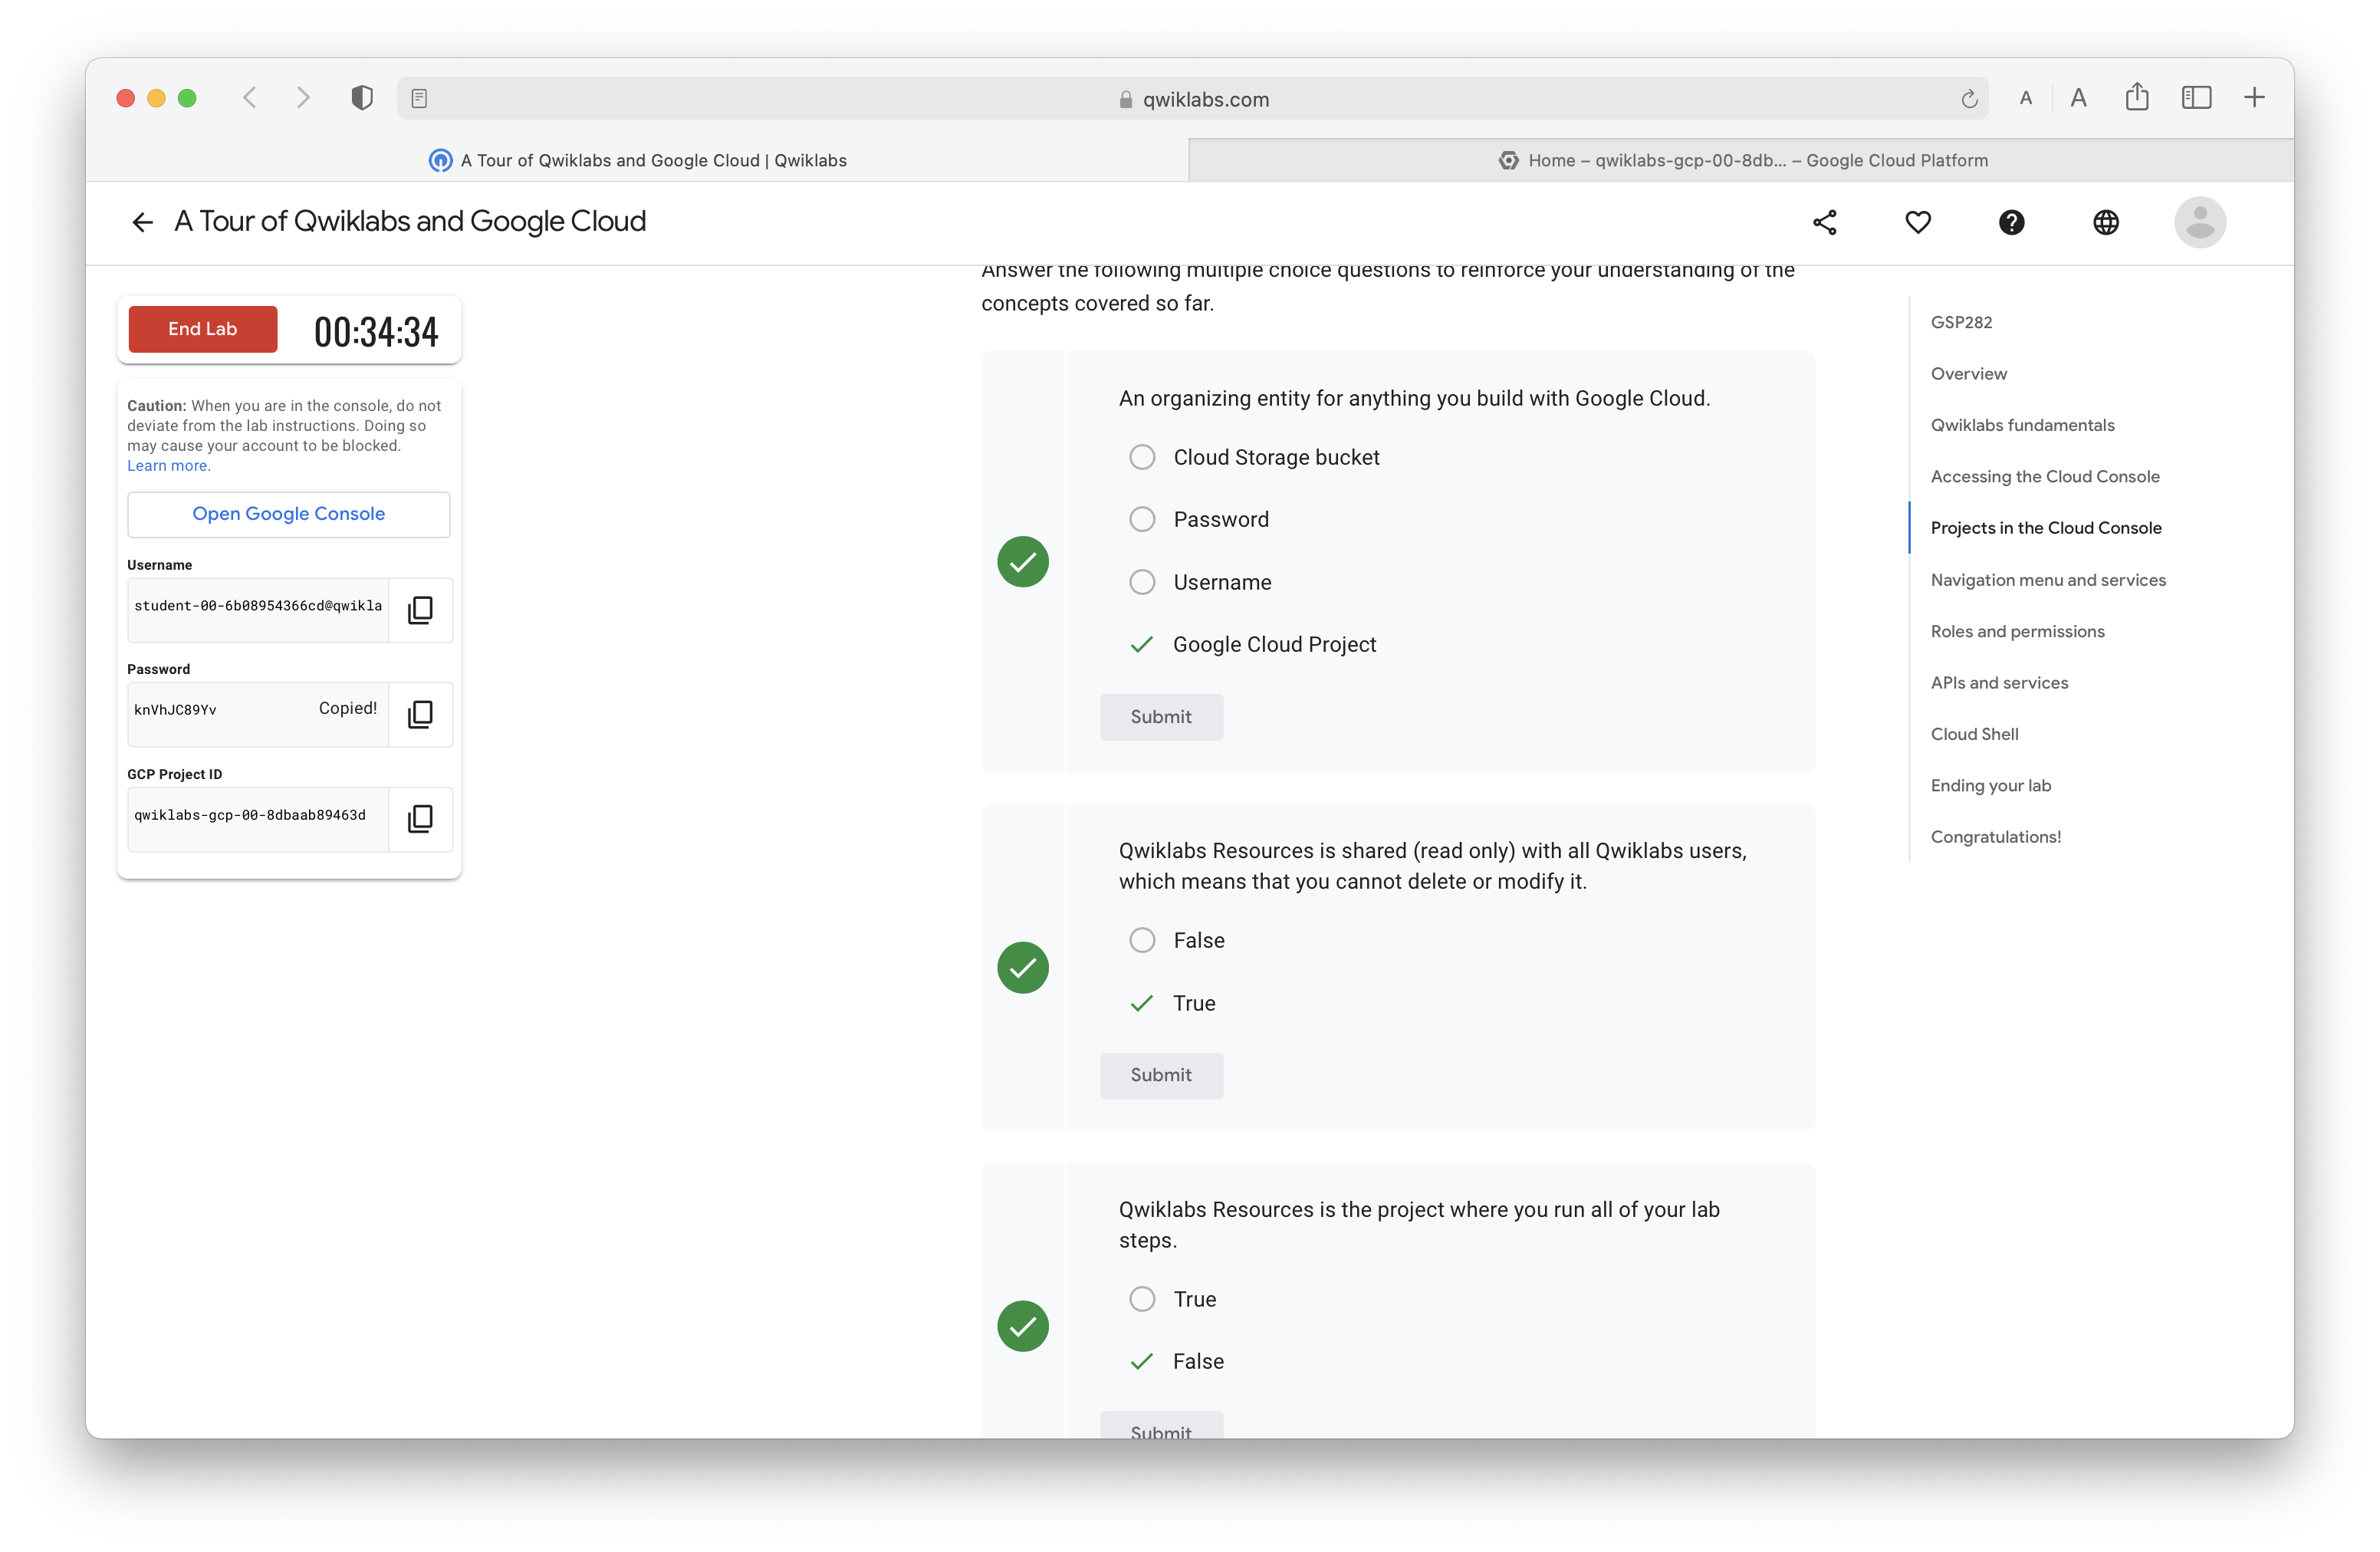 qwiklabs.com
A
A
A Tour of Qwiklabs and Google Cloud | Qwiklabs
Home – qwiklabs-gcp-00-8db... – Google Cloud Platform
A Tour of Qwiklabs and Google Cloud
End Lab
00:34:34
Caution: When you are in the console, do not
deviate from the lab instructions. Doing so
may cause your account to be blocked.
Learn more.
Open Google Console
Username
student-00-6b08954366cd@qwikla
Password
knVhJC89Yv
Copied!
GCP Project ID
qwiklabs-gcp-00-8dbaab89463d
Answer the following multiple choice questions to reinforce your understanding of the
concepts covered so far.
An organizing entity for anything you build with Google Cloud.
Cloud Storage bucket
Password
Username
Google Cloud Project
Submit
Qwiklabs Resources is shared (read only) with all Qwiklabs users,
which means that you cannot delete or modify it.
False
True
Submit
Qwiklabs Resources is the project where you run all of your lab
steps.
True
False
Submit
GSP282
Overview
Qwiklabs fundamentals
Accessing the Cloud Console
Projects in the Cloud Console
Navigation menu and services
Roles and permissions
APIs and services
Cloud Shell
Ending your lab
Congratulations!